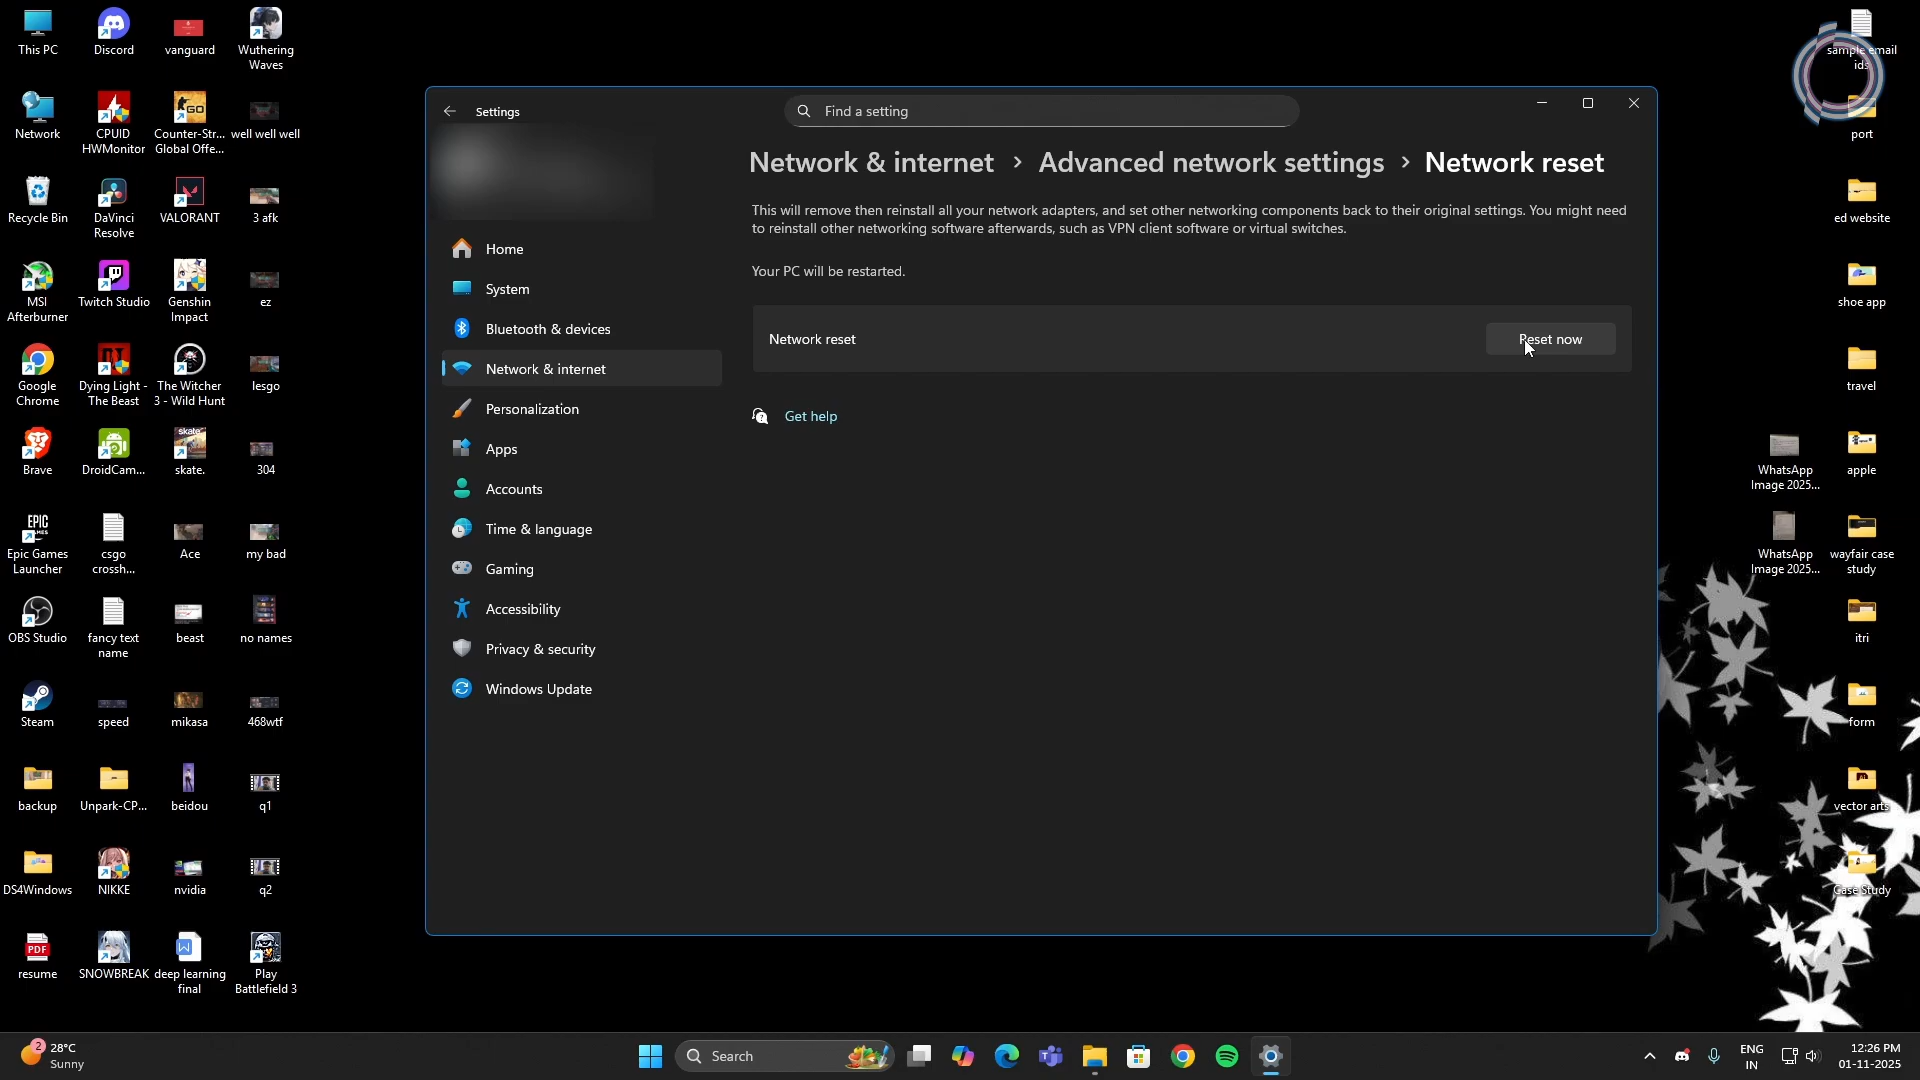 This PC
Discord
vanguard
Wuthering
Waves
Network
CPUID
HWMonitor
Counter-Str...
Global Offe...
well well well
Recycle Bin
DaVinci
Resolve
VALORANT
3 afk
MSI
Afterburner
Twitch Studio
Genshin
Impact
ez
Google
Chrome
Dying Light -
The Beast
The Witcher
3 - Wild Hunt
lesgo
Brave
DroidCam...
skate.
304
Epic Games
Launcher
csgo
crossh...
Ace
my bad
OBS Studio
fancy text
name
beast
no names
Steam
speed
mikasa
468wtf
backup
Unpark-CP...
beidou
q1
DS4Windows
NIKKE
nvidia
q2
resume
SNOWBREAK
deep learning
final
Play
Battlefield 3
Settings
Find a setting
Network & internet > Advanced network settings > Network reset
This will remove then reinstall all your network adapters, and set other networking components back to their original settings. You might need
to reinstall other networking software afterwards, such as VPN client software or virtual switches.
Your PC will be restarted.
Network reset
Reset now
Get help
Home
System
Bluetooth & devices
Network & internet
Personalization
Apps
Accounts
Time & language
Gaming
Accessibility
Privacy & security
Windows Update
sample email
ids
port
ed website
shoe app
travel
WhatsApp
Image 2025...
apple
WhatsApp
Image 2025...
wayfair case
study
itri
form
vector arts
Case Study
2
28°C
Sunny
Search
ENG
IN
12:26 PM
01-11-2025